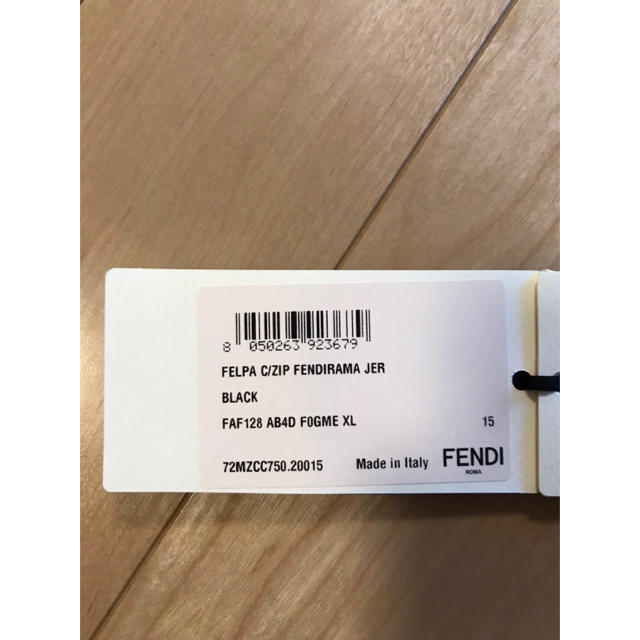 8 050263 923679
FELPA C/ZIP FENDIRAMA JER
BLACK
FAF128 AB4D F0GME XL 15
72MZCC750.20015 Made in Italy FENDI
ROMA